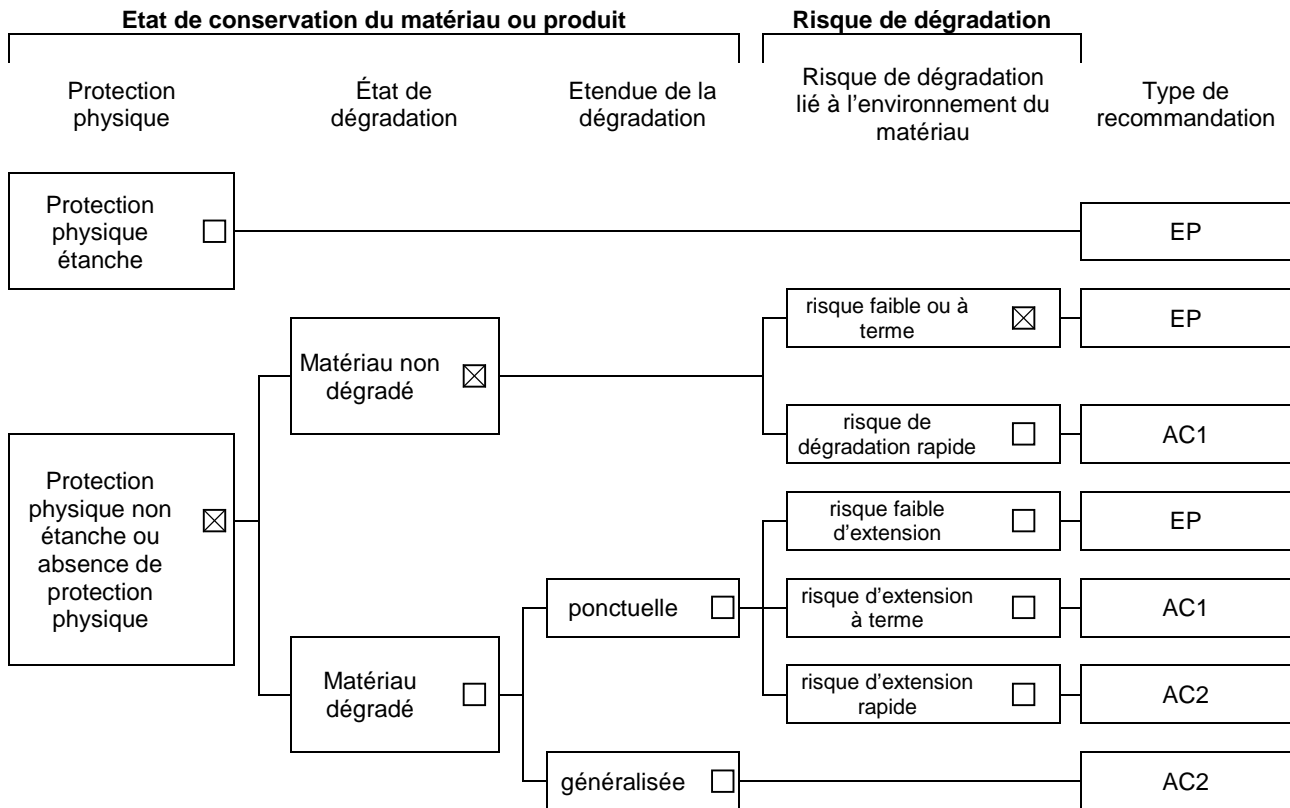 Etat de conservation du matériau ou produit
Risque de dégradation
Protection
physique
État de
dégradation
Etendue de la
dégradation
Risque de dégradation
lié à l'environnement du
matériau
Type de
recommandation
Protection
physique
étanche
EP
risque faible ou à
terme
EP
Matériau non
dégradé
risque de
dégradation rapide
AC1
Protection
physique non
étanche ou
absence de
protection
physique
risque faible
d'extension
EP
ponctuelle
risque d'extension
à terme
AC1
Matériau
dégradé
risque d'extension
rapide
AC2
généralisée
AC2